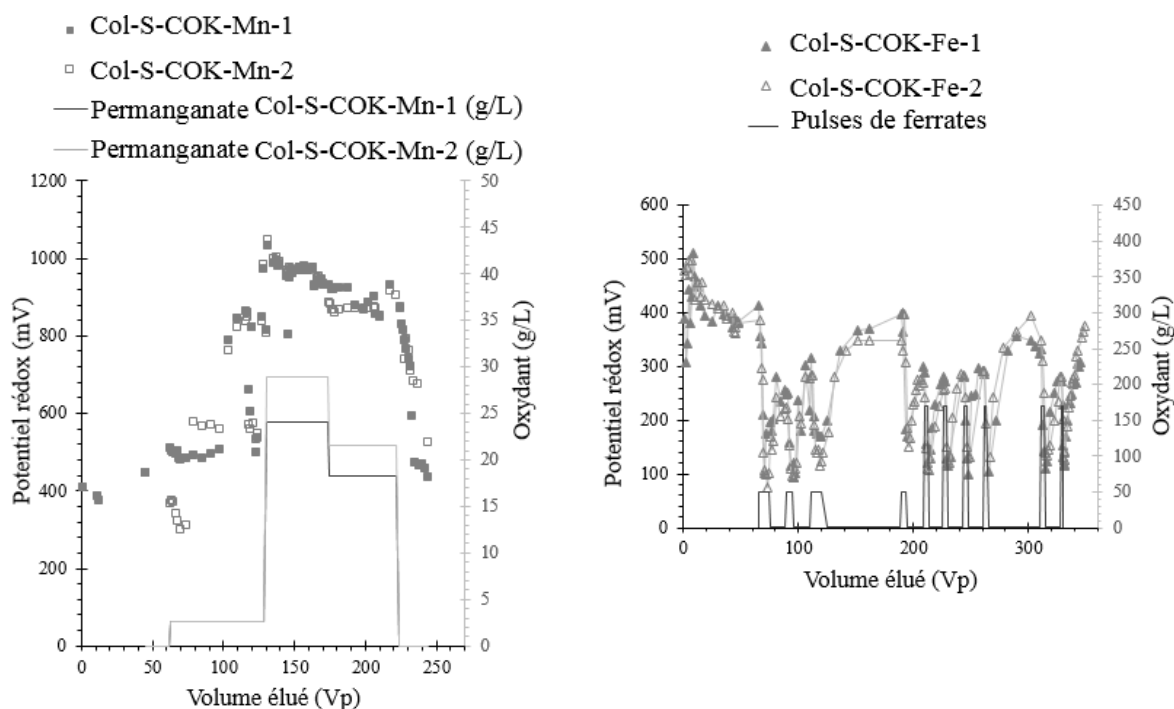 Col-S-COK-Mn-1
Col-S-COK-Mn-2
Permanganate Col-S-COK-Mn-1 (g/L)
Permanganate Col-S-COK-Mn-2 (g/L)
1200
1000
800
600
400
200
0
Potentiel rédox (mV)
50
45
40
35
30
25
20
15
10
5
0
Oxydant (g/L)
0 50 100 150 200 250
Volume élué (Vp)
Col-S-COK-Fe-1
Col-S-COK-Fe-2
Pulses de ferrates
600
500
400
300
200
100
0
Potentiel rédox (mV)
450
400
350
300
250
200
150
100
50
0
Oxydant (g/L)
0 100 200 300
Volume élué (Vp)